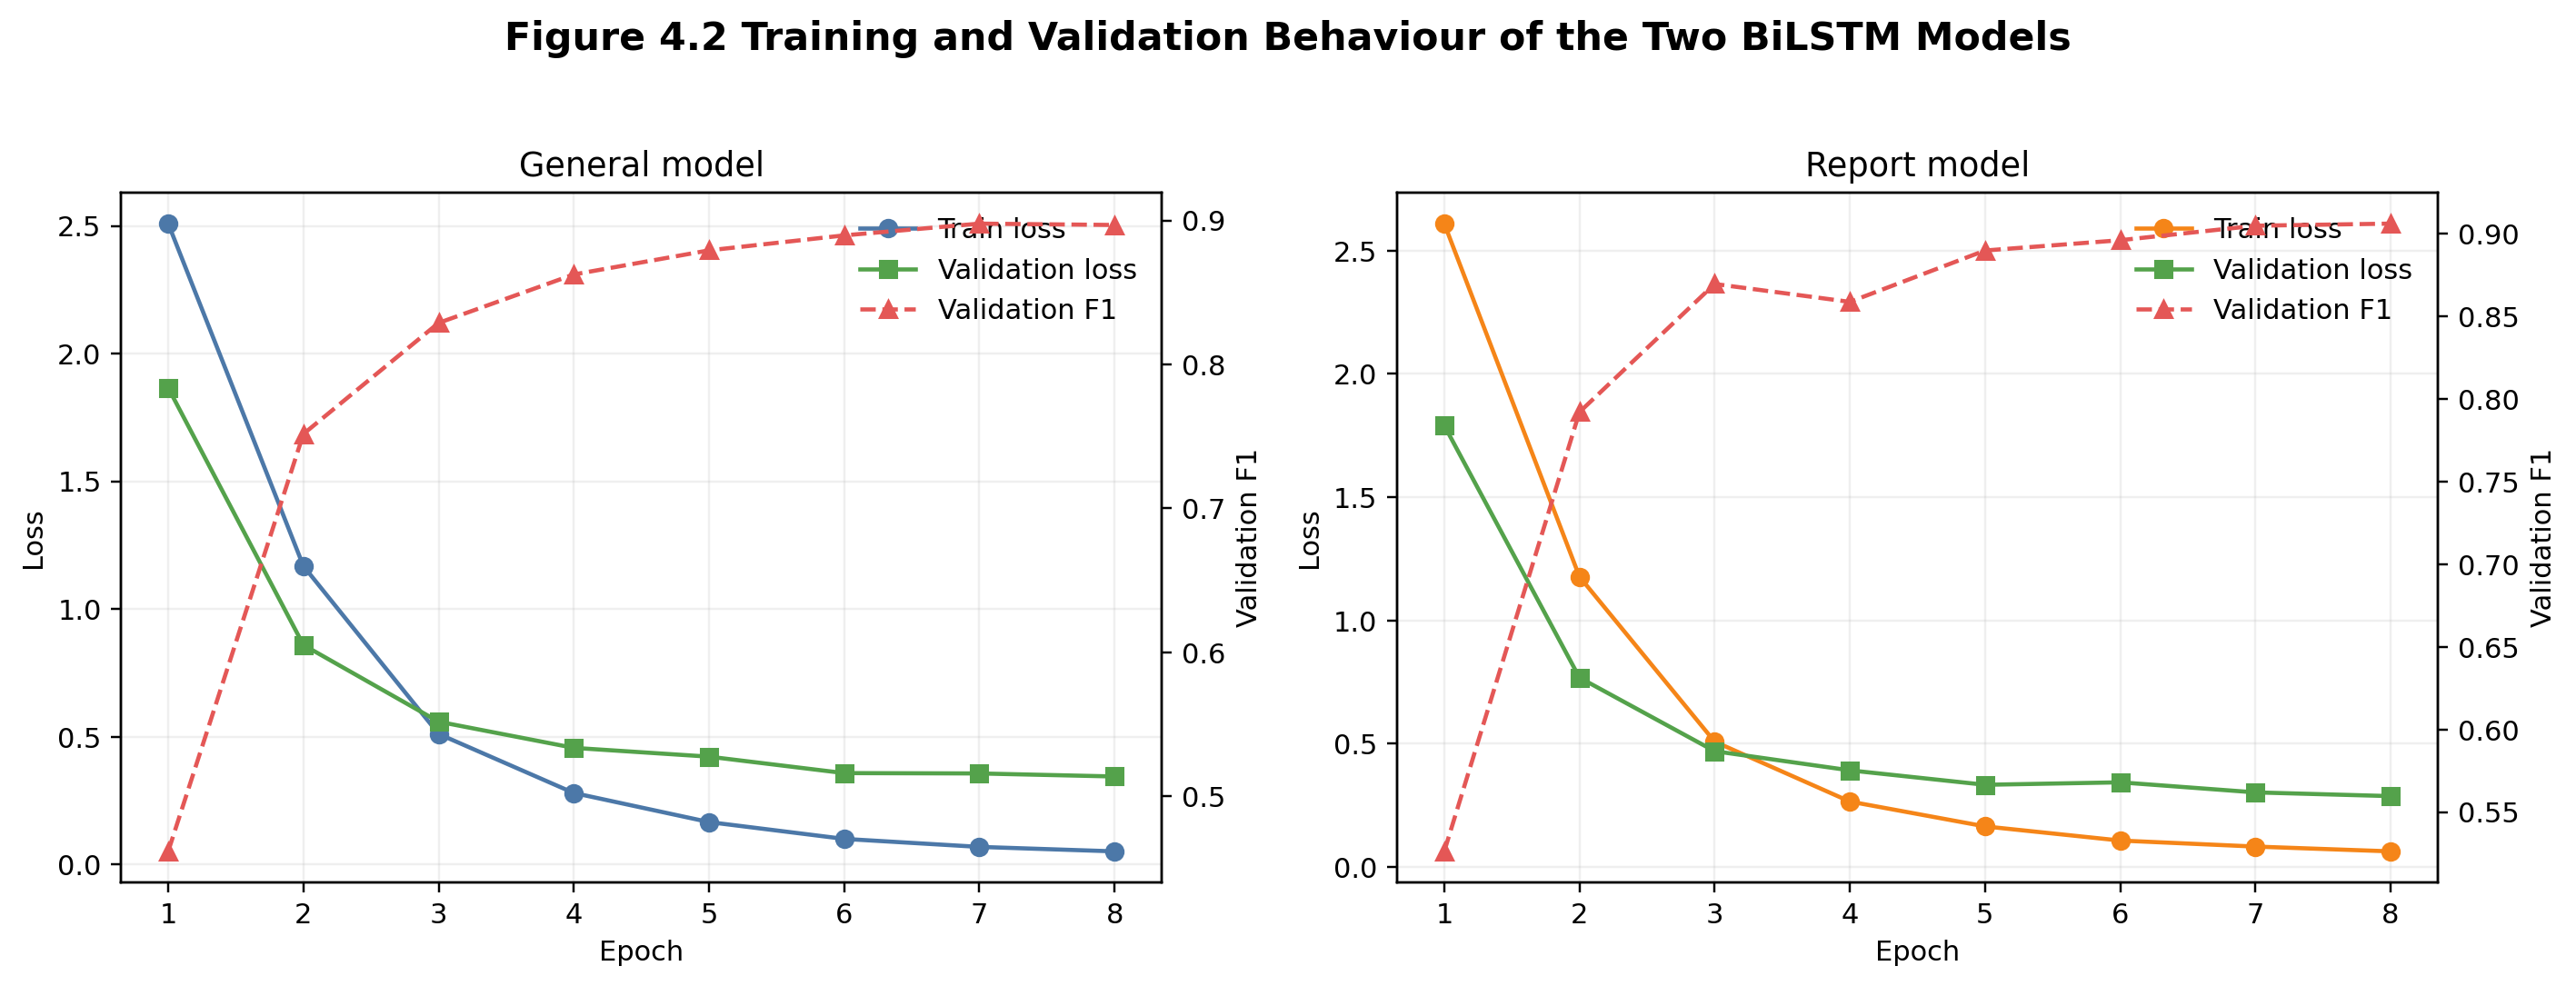 Figure 4.2 Training and Validation Behaviour of the Two BiLSTM Models
General model
2.5
2.0
1.5
1.0
0.5
0.0
Loss
Train loss
Validation loss
Validation F1
0.9
0.8
0.7
0.6
0.5
Validation F1
1 2 3 4 5 6 7 8
Epoch
Report model
2.5
2.0
1.5
1.0
0.5
0.0
Loss
Train loss
Validation loss
Validation F1
0.90
0.85
0.80
0.75
0.70
0.65
0.60
0.55
Validation F1
1 2 3 4 5 6 7 8
Epoch